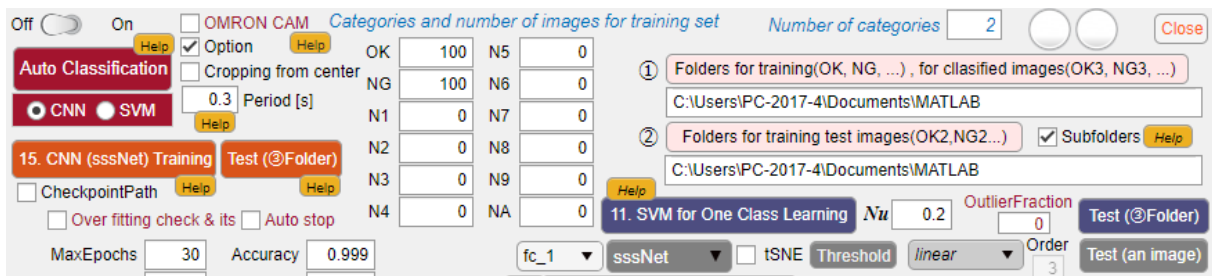 Off On OMRON CAM Categories and number of images for training set Number of categories 2 Close
Help Option Help OK 100 N5 0
Auto Classification Cropping from center NG 100 N6 0 ① Folders for training(OK, NG, ...) , for cllasified images(OK3, NG3, ...)
CNN SVM 0.3 Period [s] N1 0 N7 0 C:\Users\PC-2017-4\Documents\MATLAB
Help
② Folders for training test images(OK2,NG2...) Subfolders Help
15. CNN (sssNet) Training Test (③Folder) N2 0 N8 0
CheckpointPath Help Help N3 0 N9 0 C:\Users\PC-2017-4\Documents\MATLAB
Help
Over fitting check & its Auto stop N4 0 NA 0 11. SVM for One Class Learning Nu 0.2 OutlierFraction 0 Test (③Folder)
MaxEpochs 30 Accuracy 0.999 fc_1 sssNet tSNE Threshold linear Order 3 Test (an image)